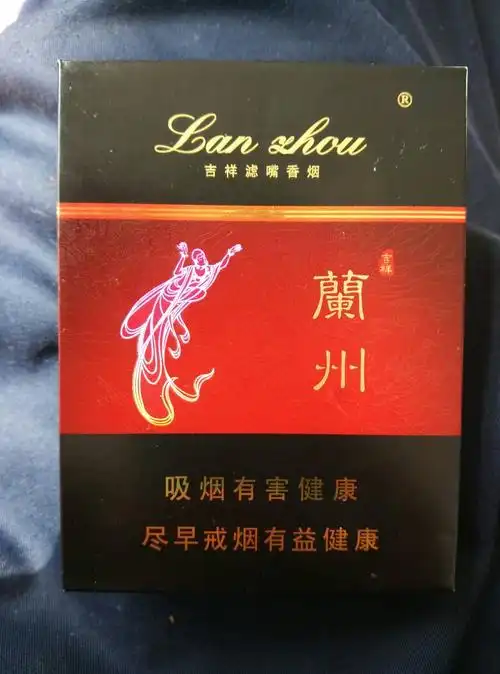 ®
Lan zhou
吉祥滤嘴香烟
吉祥
蘭州
吸烟有害健康
尽早戒烟有益健康